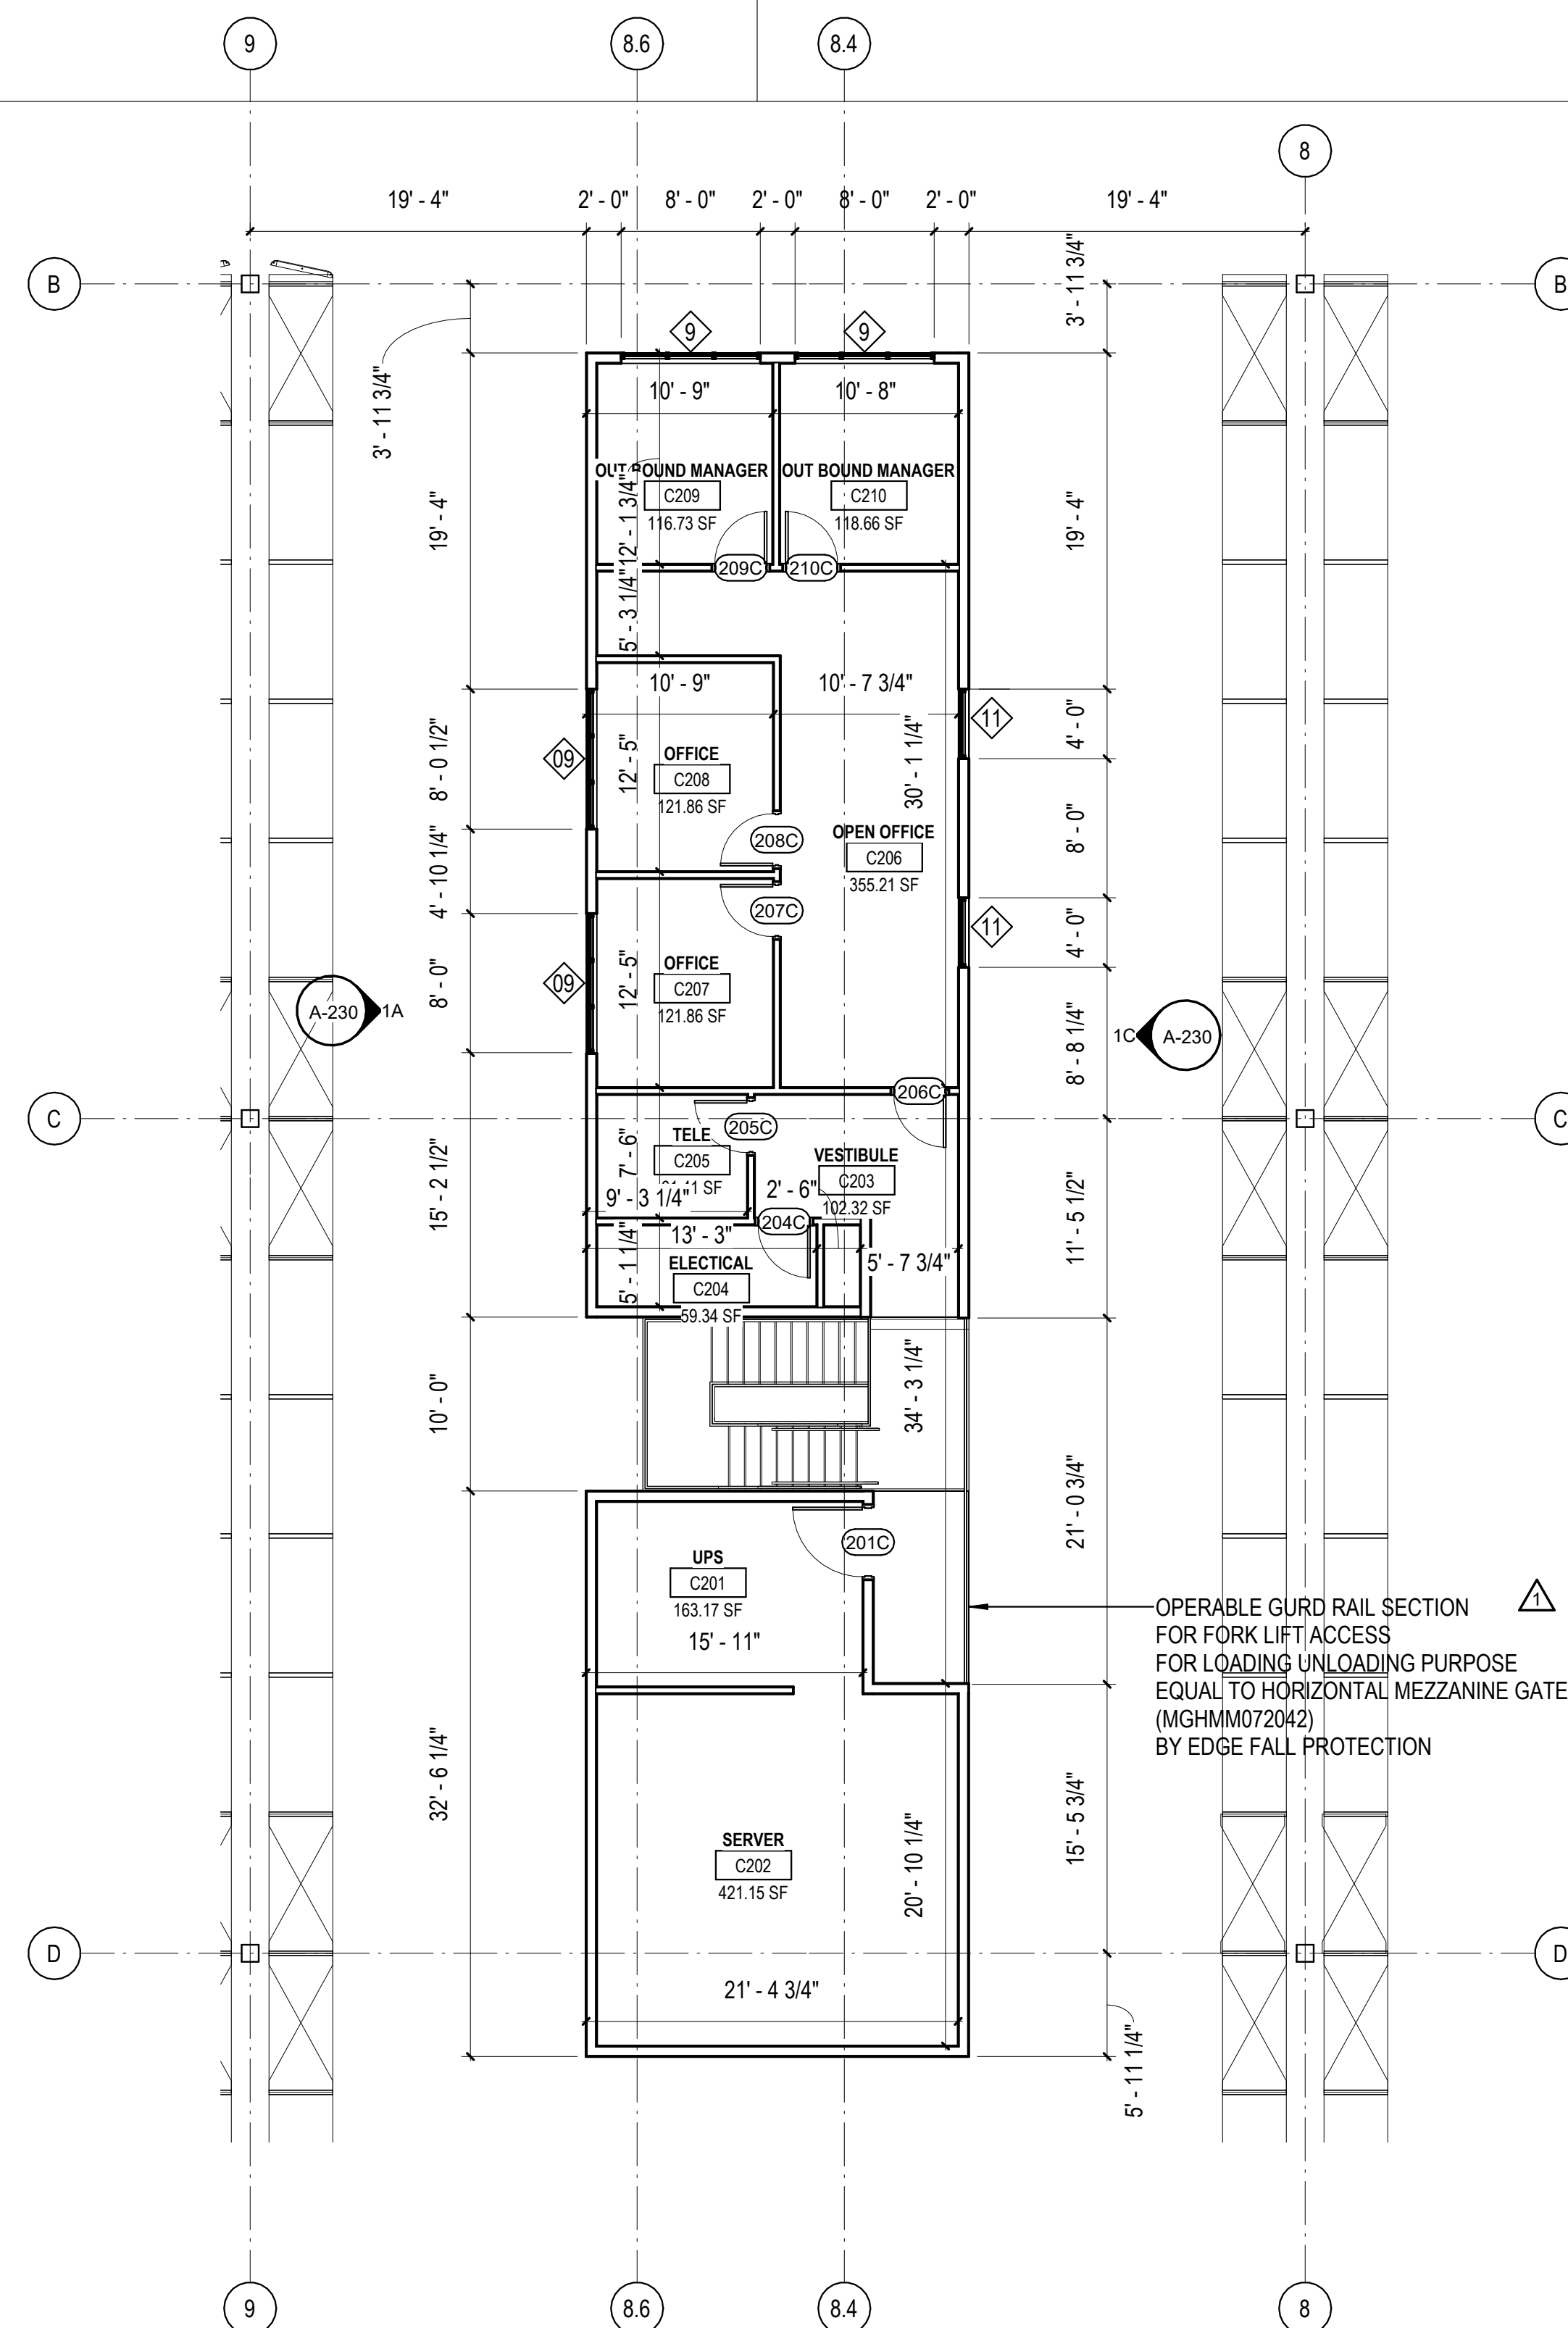 9
8.6
8.4
8
19' - 4"
2' - 0"
8' - 0"
2' - 0"
8' - 0"
2' - 0"
19' - 4"
3' - 11 3/4"
B
B
9
9
3' - 11 3/4"
10' - 9"
10' - 8"
OUT BOUND MANAGER
C209
116.73 SF
OUT BOUND MANAGER
C210
118.66 SF
12' - 1 3/4"
19' - 4"
19' - 4"
209C
210C
5' - 3 1/4"
10' - 9"
10' - 7 3/4"
8' - 0 1/2"
09
12' - 5"
OFFICE
C208
121.86 SF
30' - 1 1/4"
11
4' - 0"
208C
OPEN OFFICE
C206
355.21 SF
8' - 0"
4' - 10 1/4"
207C
11
4' - 0"
8' - 0"
09
12' - 5"
OFFICE
C207
121.86 SF
A-230
1A
1C
A-230
8' - 8 1/4"
206C
C
C
205C
TELE
C205
7' - 6"
9' - 3 1/4"
VESTIBULE
C203
102.32 SF
2' - 6"
15' - 2 1/2"
11' - 5 1/2"
204C
13' - 3"
5' - 1 1/4"
ELECTICAL
C204
59.34 SF
5' - 7 3/4"
10' - 0"
34' - 3 1/4"
21' - 0 3/4"
201C
UPS
C201
163.17 SF
15' - 11"
OPERABLE GURD RAIL SECTION
FOR FORK LIFT ACCESS
FOR LOADING UNLOADING PURPOSE
EQUAL TO HORIZONTAL MEZZANINE GATE
(MGHMM072042)
BY EDGE FALL PROTECTION
1
32' - 6 1/4"
15' - 5 3/4"
SERVER
C202
421.15 SF
20' - 10 1/4"
D
D
21' - 4 3/4"
5' - 11 1/4"
9
8.6
8.4
8